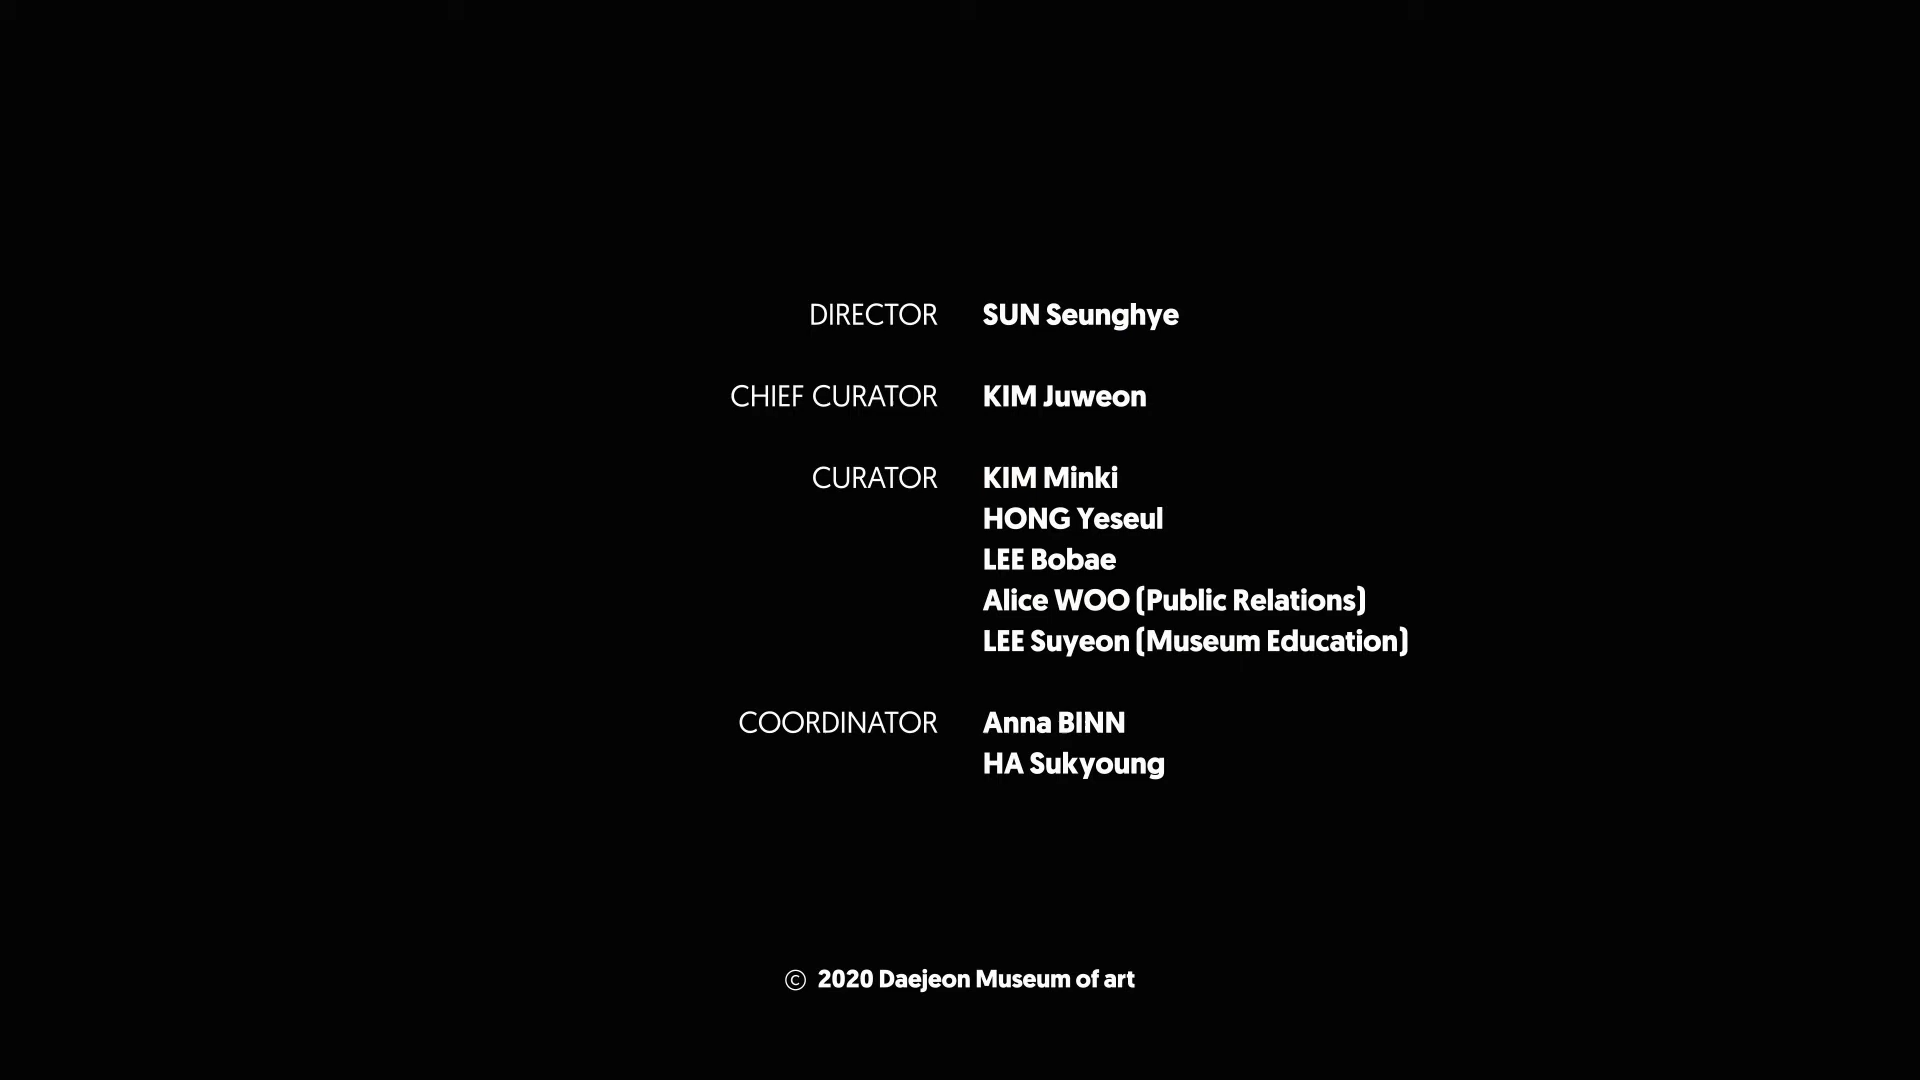 DIRECTOR SUN Seunghye
CHIEF CURATOR KIM Juweon
CURATOR KIM Minki
HONG Yeseul
LEE Bobae
Alice WOO (Public Relations)
LEE Suyeon (Museum Education)
COORDINATOR Anna BINN
HA Sukyoung
© 2020 Daejeon Museum of art